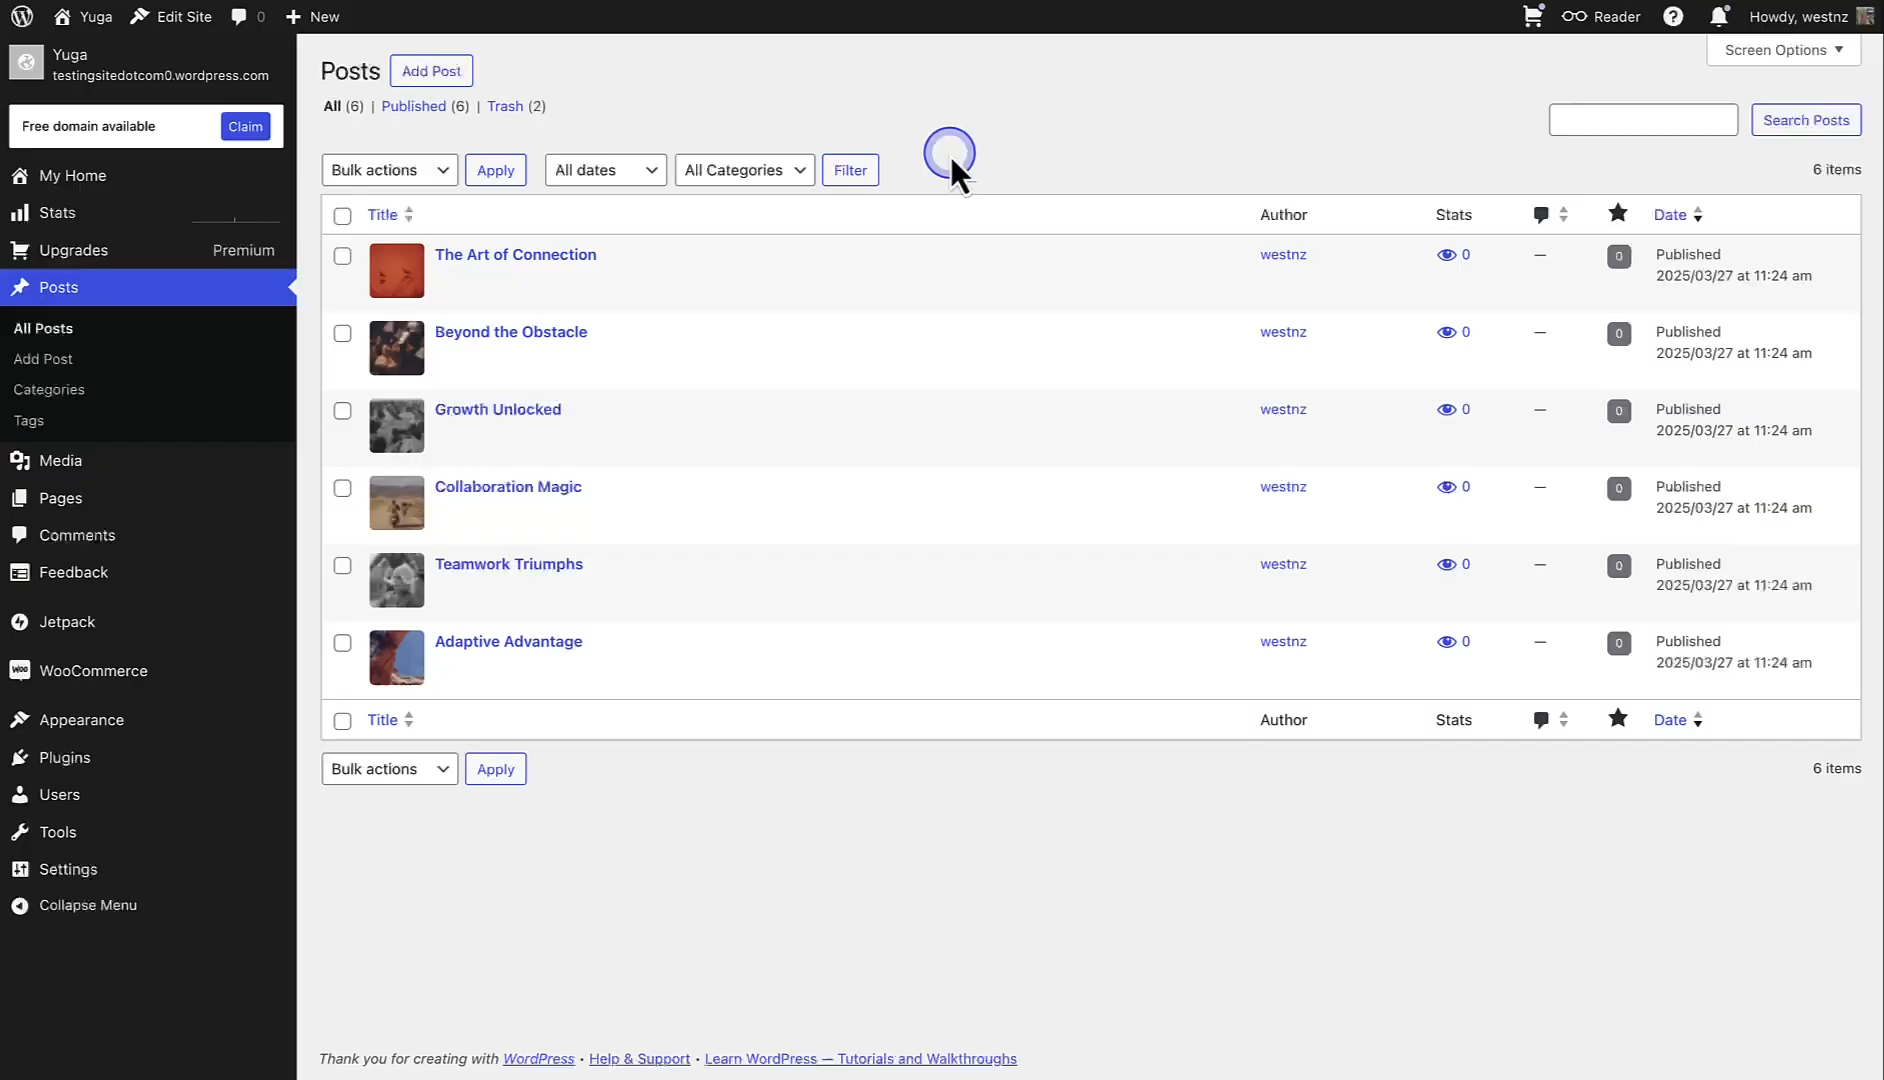 Yuga Edit Site 0 New Reader Howdy, westnz
Yuga
testingsitedotcom0.wordpress.com
Free domain available Claim
My Home
Stats
Upgrades Premium
Posts
All Posts
Add Post
Categories
Tags
Media
Pages
Comments
Feedback
Jetpack
WOO WooCommerce
Appearance
Plugins
Users
Tools
Settings
Collapse Menu
Screen Options
Posts Add Post
All (6) | Published (6) | Trash (2)
Search Posts
Bulk actions Apply All dates All Categories Filter 6 items
Title Author Stats Date
The Art of Connection westnz 0 — 0 Published
2025/03/27 at 11:24 am
Beyond the Obstacle westnz 0 — 0 Published
2025/03/27 at 11:24 am
Growth Unlocked westnz 0 — 0 Published
2025/03/27 at 11:24 am
Collaboration Magic westnz 0 — 0 Published
2025/03/27 at 11:24 am
Teamwork Triumphs westnz 0 — 0 Published
2025/03/27 at 11:24 am
Adaptive Advantage westnz 0 — 0 Published
2025/03/27 at 11:24 am
Title Author Stats Date
Bulk actions Apply 6 items
Thank you for creating with WordPress • Help & Support • Learn WordPress — Tutorials and Walkthroughs